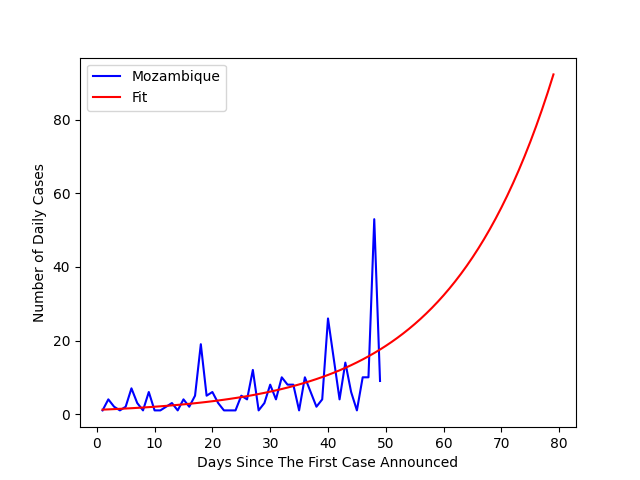 Mozambique
Fit
80
60
40
20
0
Number of Daily Cases
0 10 20 30 40 50 60 70 80
Days Since The First Case Announced